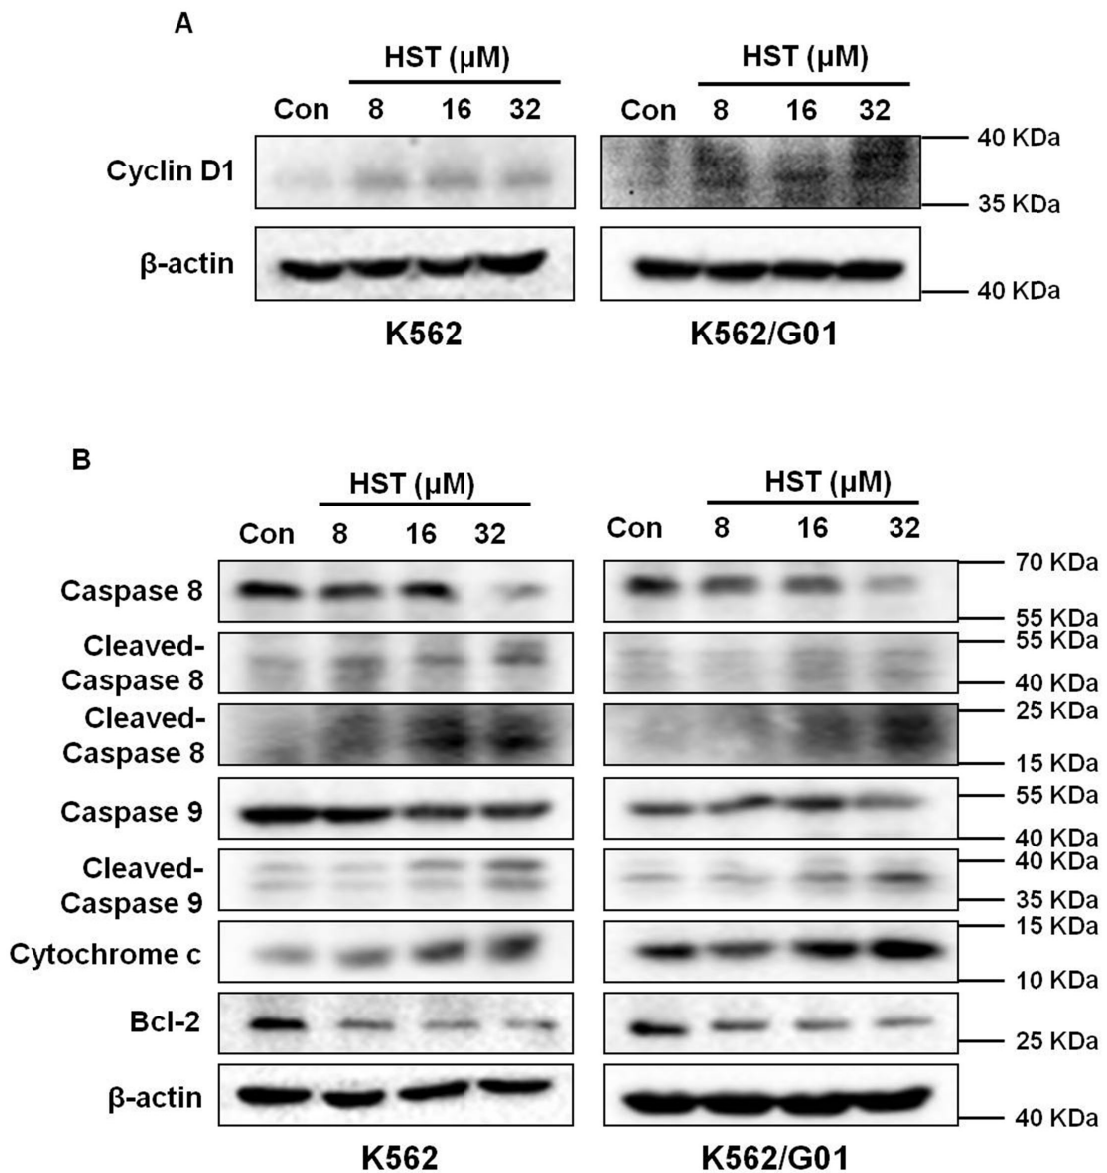 A
HST (µM) HST (µM)
Con 8 16 32 Con 8 16 32
Cyclin D1 40 KDa
35 KDa
β-actin 40 KDa
K562 K562/G01
B
HST (µM) HST (µM)
Con 8 16 32 Con 8 16 32
Caspase 8 70 KDa
55 KDa
Cleaved- 55 KDa
Caspase 8 40 KDa
Cleaved- 25 KDa
Caspase 8 15 KDa
Caspase 9 55 KDa
40 KDa
Cleaved- 40 KDa
Caspase 9 35 KDa
Cytochrome c 15 KDa
10 KDa
Bcl-2 25 KDa
β-actin 40 KDa
K562 K562/G01